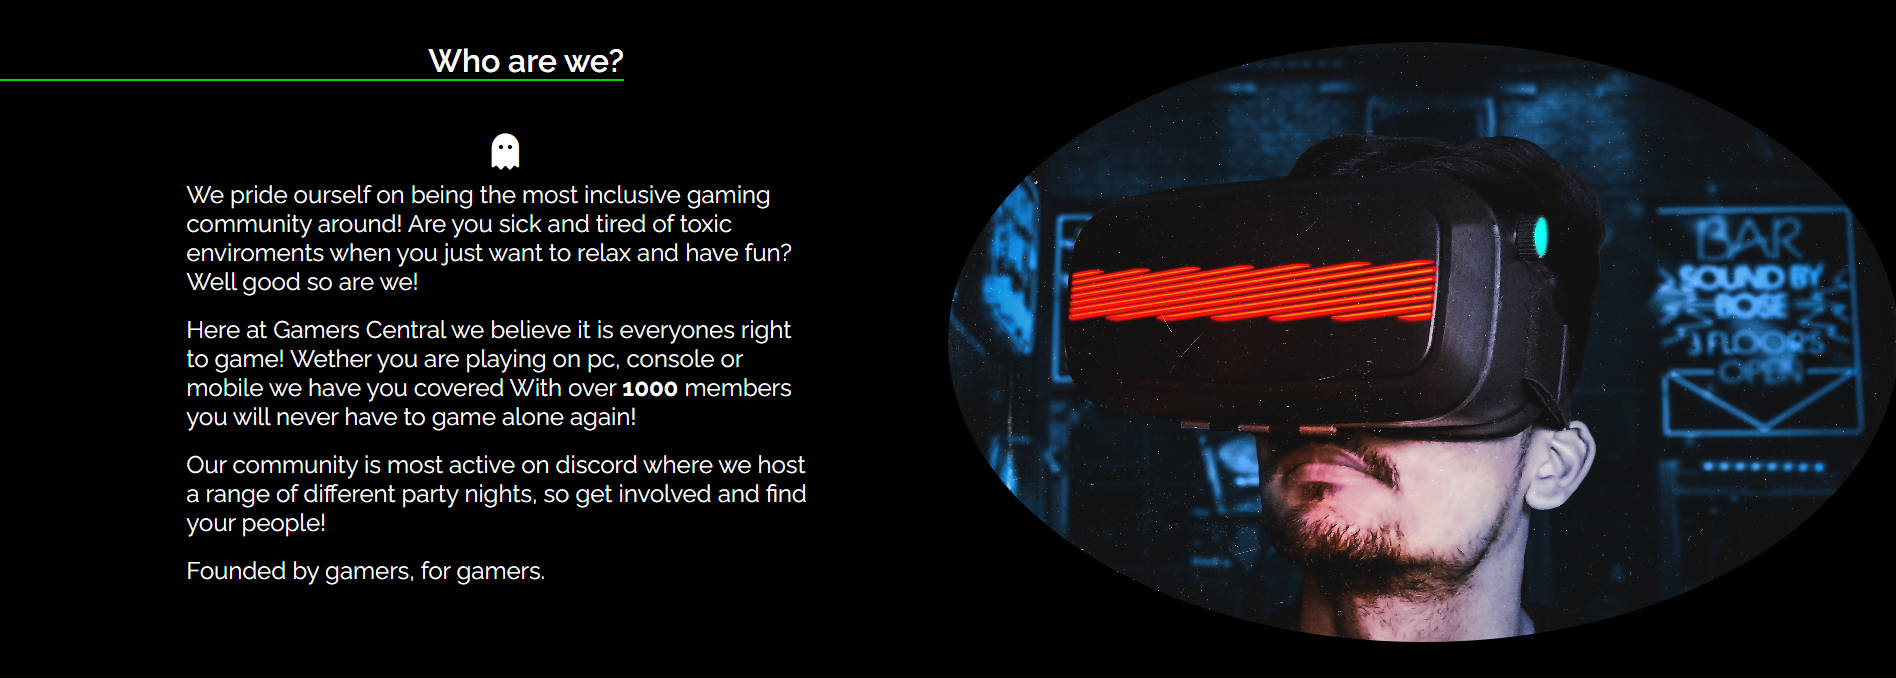 Who are we?
We pride ourself on being the most inclusive gaming
community around! Are you sick and tired of toxic
enviroments when you just want to relax and have fun?
Well good so are we!
Here at Gamers Central we believe it is everyones right
to game! Wether you are playing on pc, console or
mobile we have you covered With over 1000 members
you will never have to game alone again!
Our community is most active on discord where we host
a range of different party nights, so get involved and find
your people!
Founded by gamers, for gamers.
BAR
SOUND BY
BOSE
3 FLOORS
OPEN